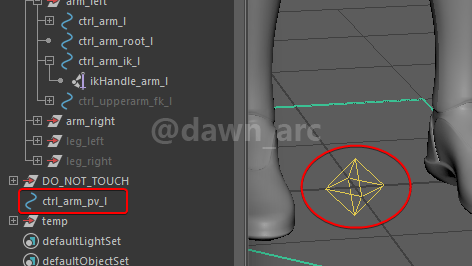 arm_left
ctrl_arm_l
ctrl_arm_root_l
ctrl_arm_ik_l
ikHandle_arm_l
ctrl_upperarm_fk_l
arm_right
leg_left
leg_right
DO_NOT_TOUCH
ctrl_arm_pv_l
temp
defaultLightSet
defaultObjectSet
@dawn_arc